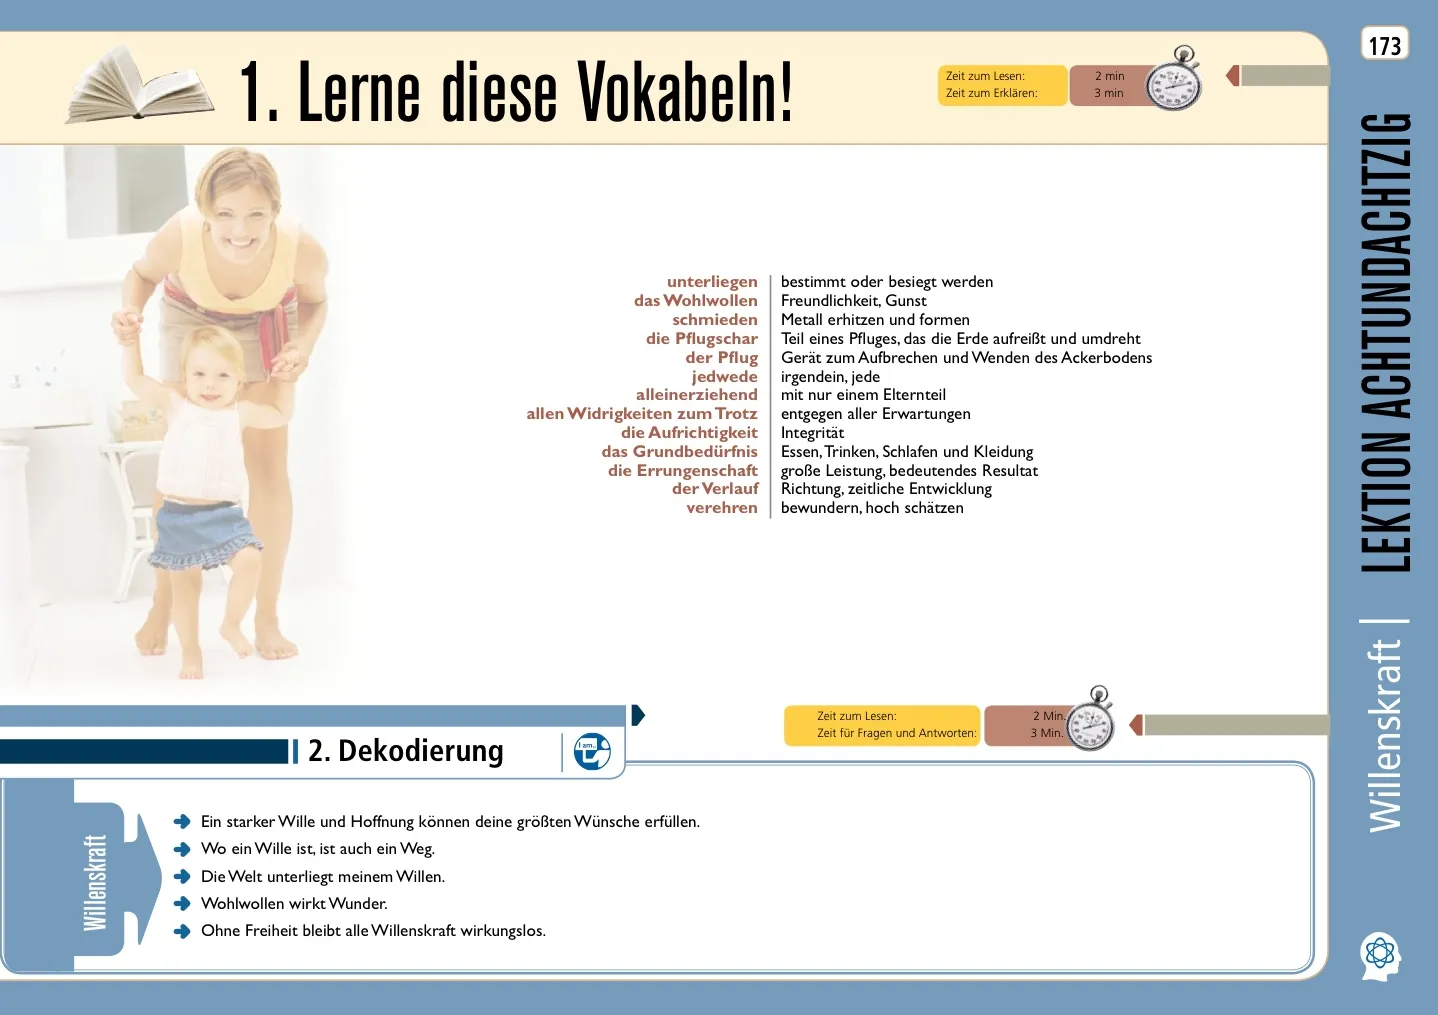 173
1. Lerne diese Vokabeln!
Zeit zum Lesen: 2 min
Zeit zum Erklären: 3 min
LEKTION ACHTUNDACHTZIG
Willenskraft |
unterliegen bestimmt oder besiegt werden
das Wohlwollen Freundlichkeit, Gunst
schmieden Metall erhitzen und formen
die Pflugschar Teil eines Pfluges, das die Erde aufreißt und umdreht
der Pflug Gerät zum Aufbrechen und Wenden des Ackerbodens
jedwede irgendein, jede
alleinerziehend mit nur einem Elternteil
allen Widrigkeiten zum Trotz entgegen aller Erwartungen
die Aufrichtigkeit Integrität
das Grundbedürfnis Essen, Trinken, Schlafen und Kleidung
die Errungenschaft große Leistung, bedeutendes Resultat
der Verlauf Richtung, zeitliche Entwicklung
verehren bewundern, hoch schätzen
2. Dekodierung
I am...
Zeit zum Lesen: 2 Min.
Zeit für Fragen und Antworten: 3 Min.
Willenskraft
Ein starker Wille und Hoffnung können deine größten Wünsche erfüllen.
Wo ein Wille ist, ist auch ein Weg.
Die Welt unterliegt meinem Willen.
Wohlwollen wirkt Wunder.
Ohne Freiheit bleibt alle Willenskraft wirkungslos.